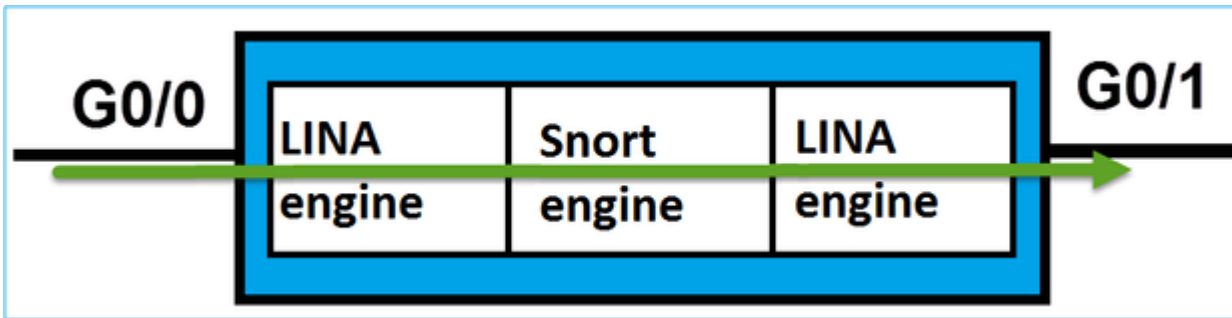 G0/0
LINA
engine
Snort
engine
LINA
engine
G0/1